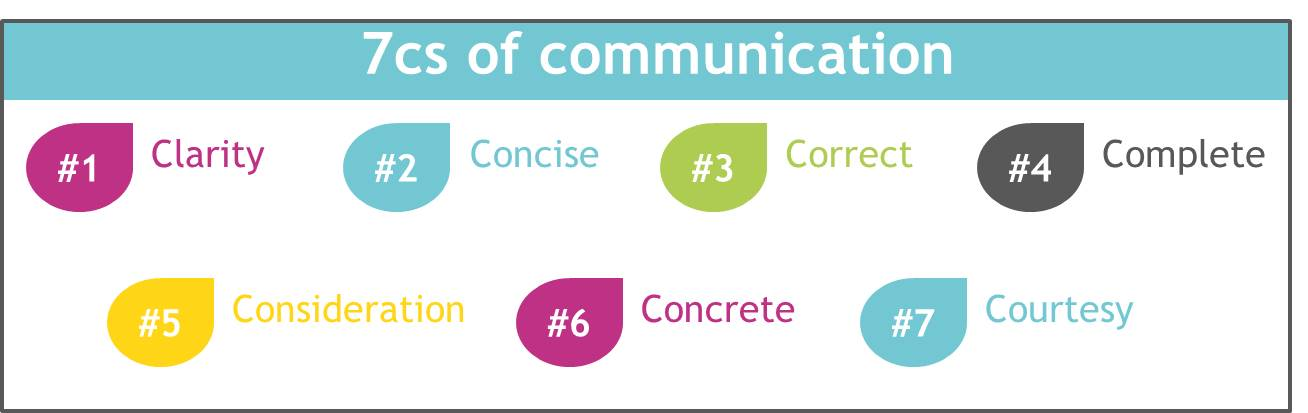 7cs of communication
#1 Clarity
#2 Concise
#3 Correct
#4 Complete
#5 Consideration
#6 Concrete
#7 Courtesy